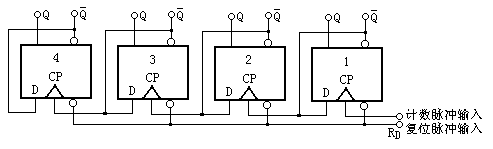 Q Q̅ Q Q̅ Q Q̅ Q Q̅
4 3 2 1
CP CP CP CP
D D D D
计数脉冲输入
R_D 复位脉冲输入